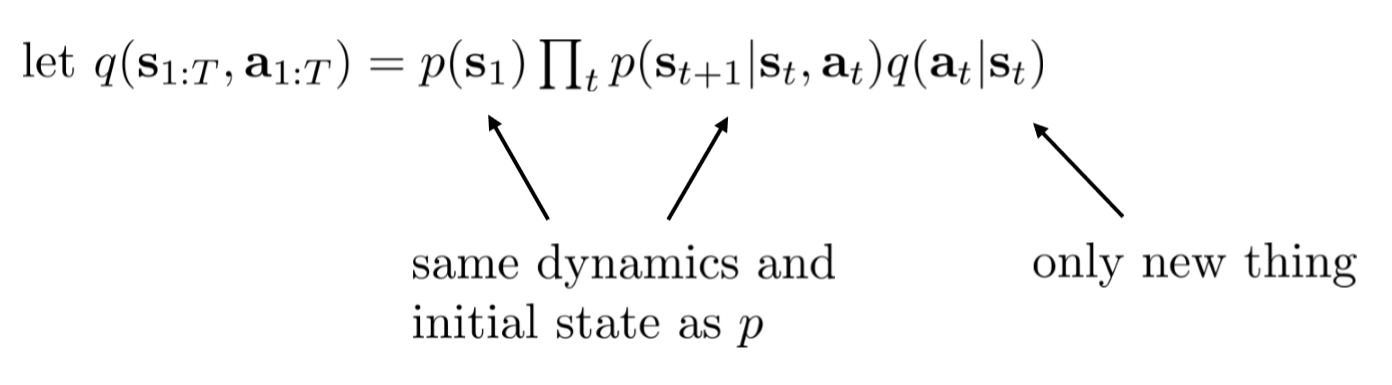 let q(s₁:T, a₁:T) = p(s₁) ∏ₜ p(sₜ₊₁|sₜ, aₜ)q(aₜ|sₜ)
same dynamics and
initial state as p
only new thing